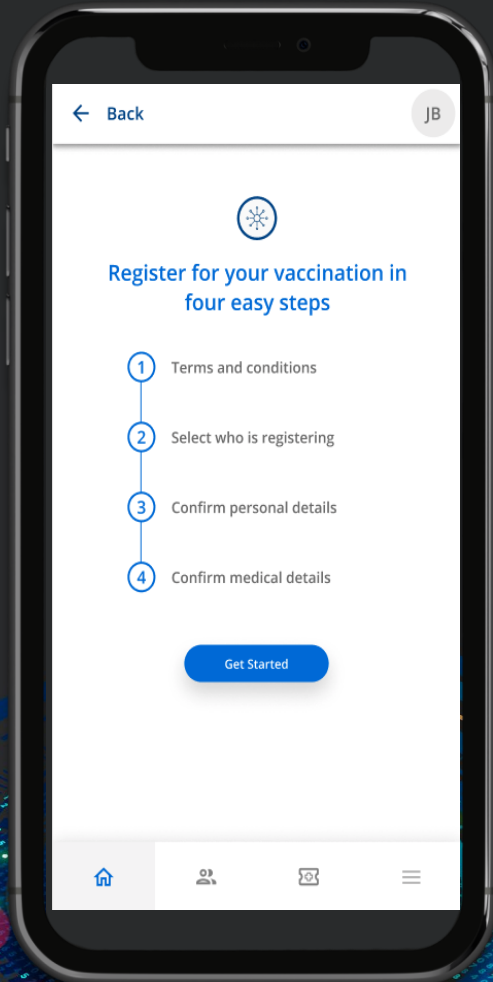 Back
JB
Register for your vaccination in
four easy steps
1 Terms and conditions
2 Select who is registering
3 Confirm personal details
4 Confirm medical details
Get Started